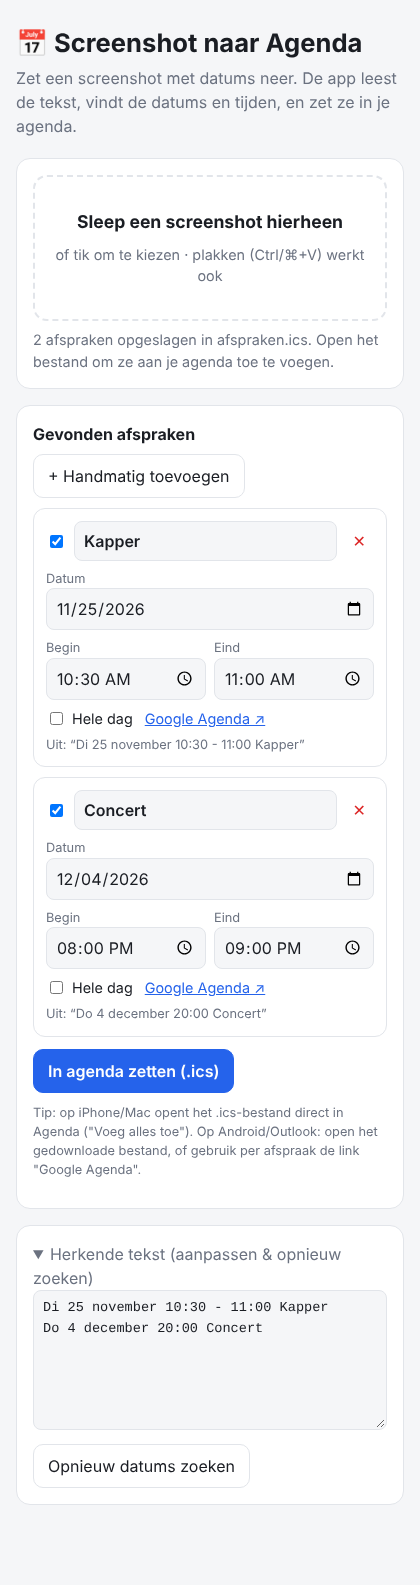 📅 Screenshot naar Agenda
Zet een screenshot met datums neer. De app leest
de tekst, vindt de datums en tijden, en zet ze in je
agenda.
Sleep een screenshot hierheen
of tik om te kiezen · plakken (Ctrl/⌘+V) werkt
ook
2 afspraken opgeslagen in afspraken.ics. Open het
bestand om ze aan je agenda toe te voegen.
Gevonden afspraken
+ Handmatig toevoegen
Kapper ✕
Datum
11/25/2026
Begin Eind
10:30 AM 11:00 AM
Hele dag Google Agenda ↗
Uit: “Di 25 november 10:30 - 11:00 Kapper”
Concert ✕
Datum
12/04/2026
Begin Eind
08:00 PM 09:00 PM
Hele dag Google Agenda ↗
Uit: “Do 4 december 20:00 Concert”
In agenda zetten (.ics)
Tip: op iPhone/Mac opent het .ics-bestand direct in
Agenda ("Voeg alles toe"). Op Android/Outlook: open het
gedownloade bestand, of gebruik per afspraak de link
"Google Agenda".
▼ Herkende tekst (aanpassen & opnieuw
zoeken)
Di 25 november 10:30 - 11:00 Kapper
Do 4 december 20:00 Concert
Opnieuw datums zoeken